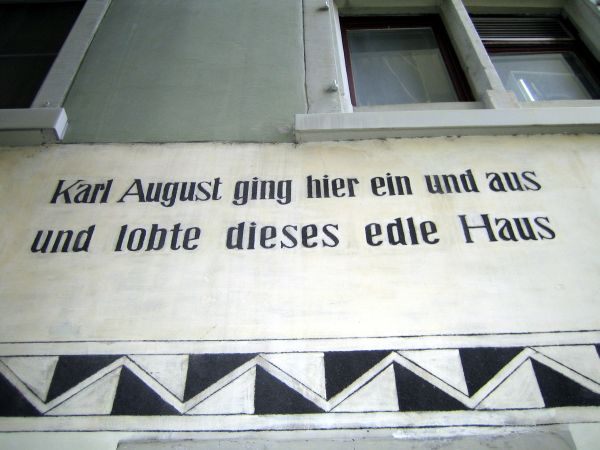 Karl August ging hier ein und aus
und lobte dieses edle Haus